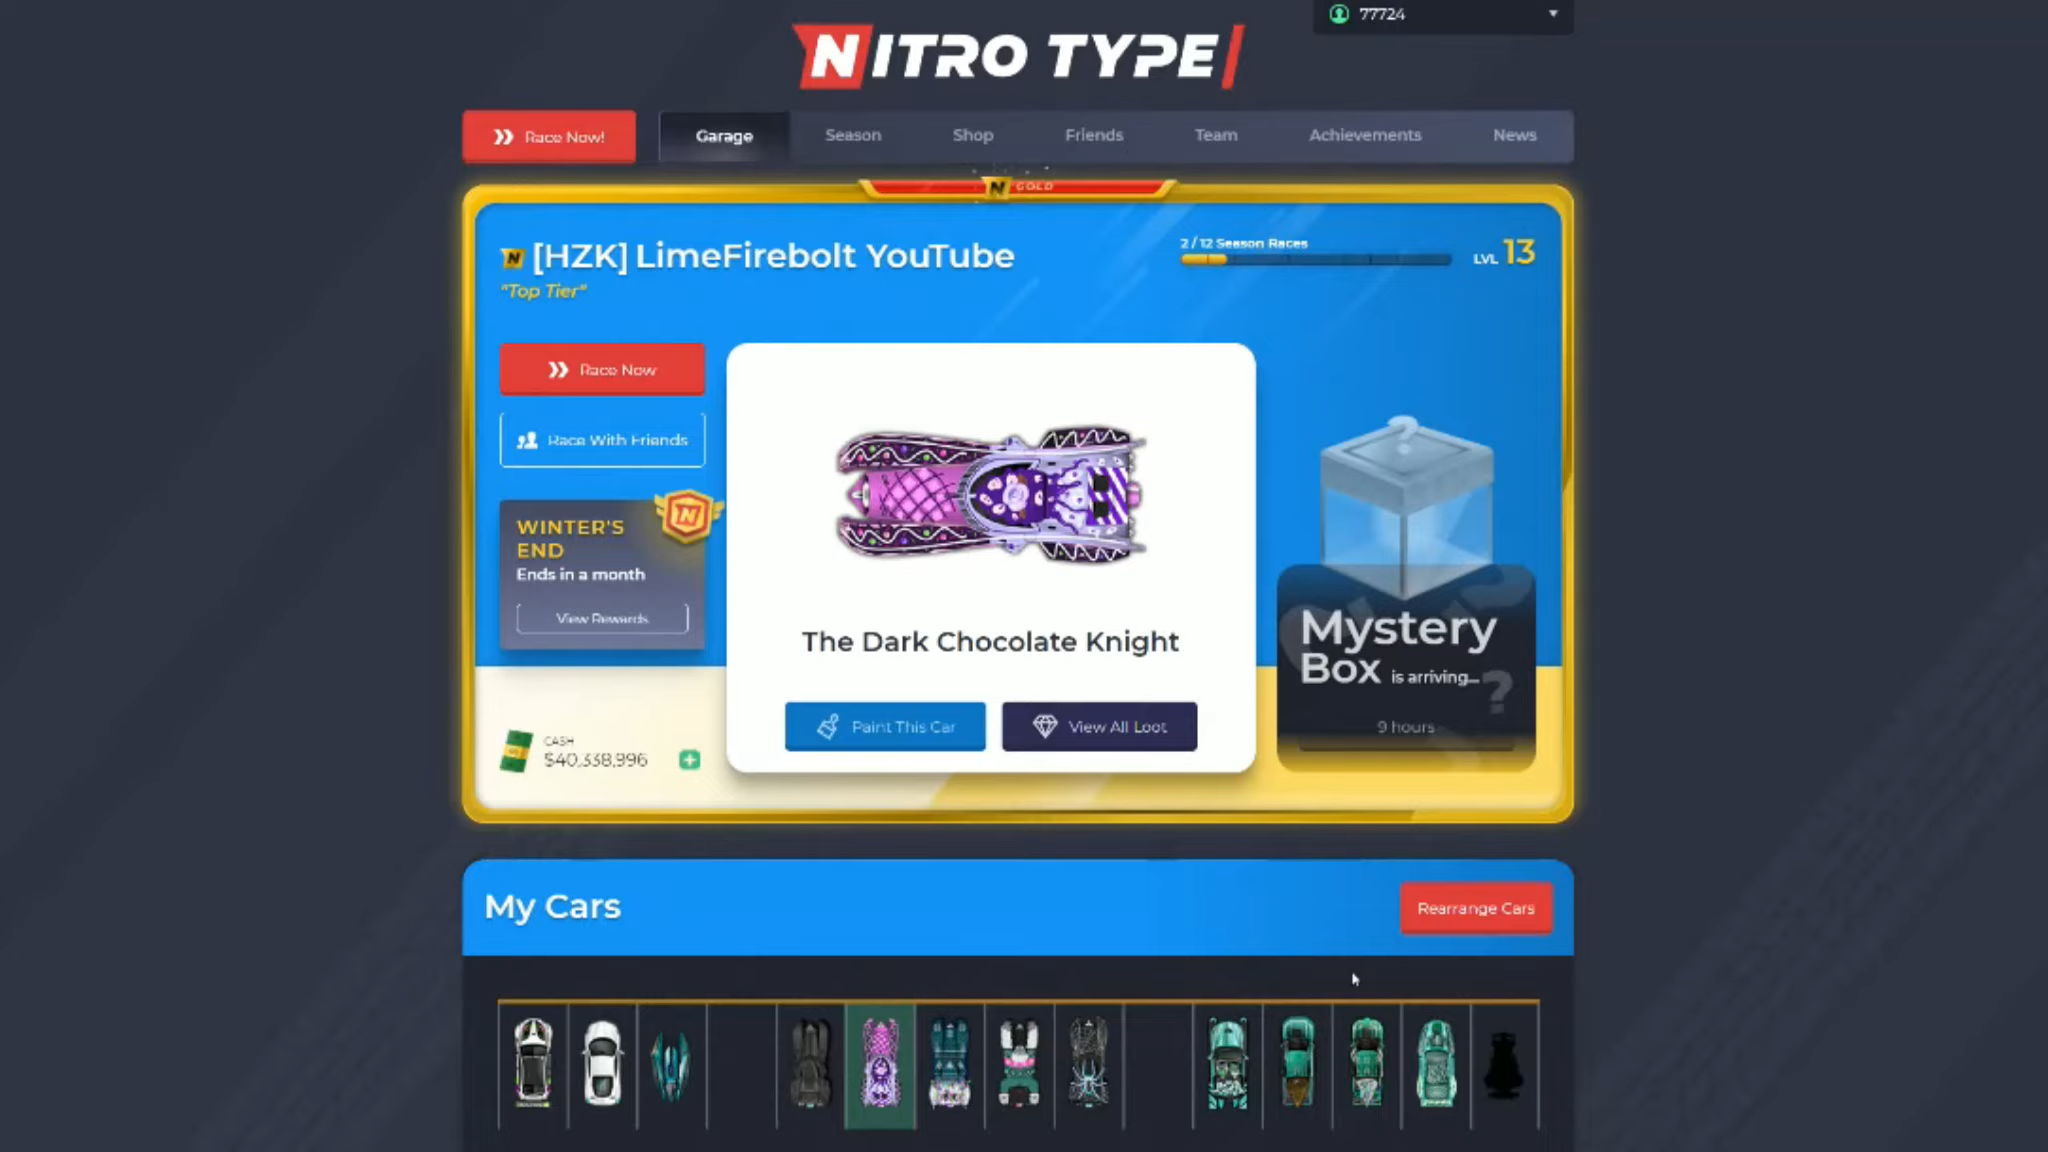 77724
NITRO TYPE
Race Now!
Garage
Season
Shop
Friends
Team
Achievements
News
N GOLD
N [HZK] LimeFirebolt YouTube
"Top Tier"
2 / 12 Season Races
LVL 13
Race Now
Race With Friends
N
WINTER'S
END
Ends in a month
View Rewards
CASH
$40,338,996
The Dark Chocolate Knight
Paint This Car
View All Loot
?
Mystery
Box is arriving...
?
9 hours
My Cars
Rearrange Cars